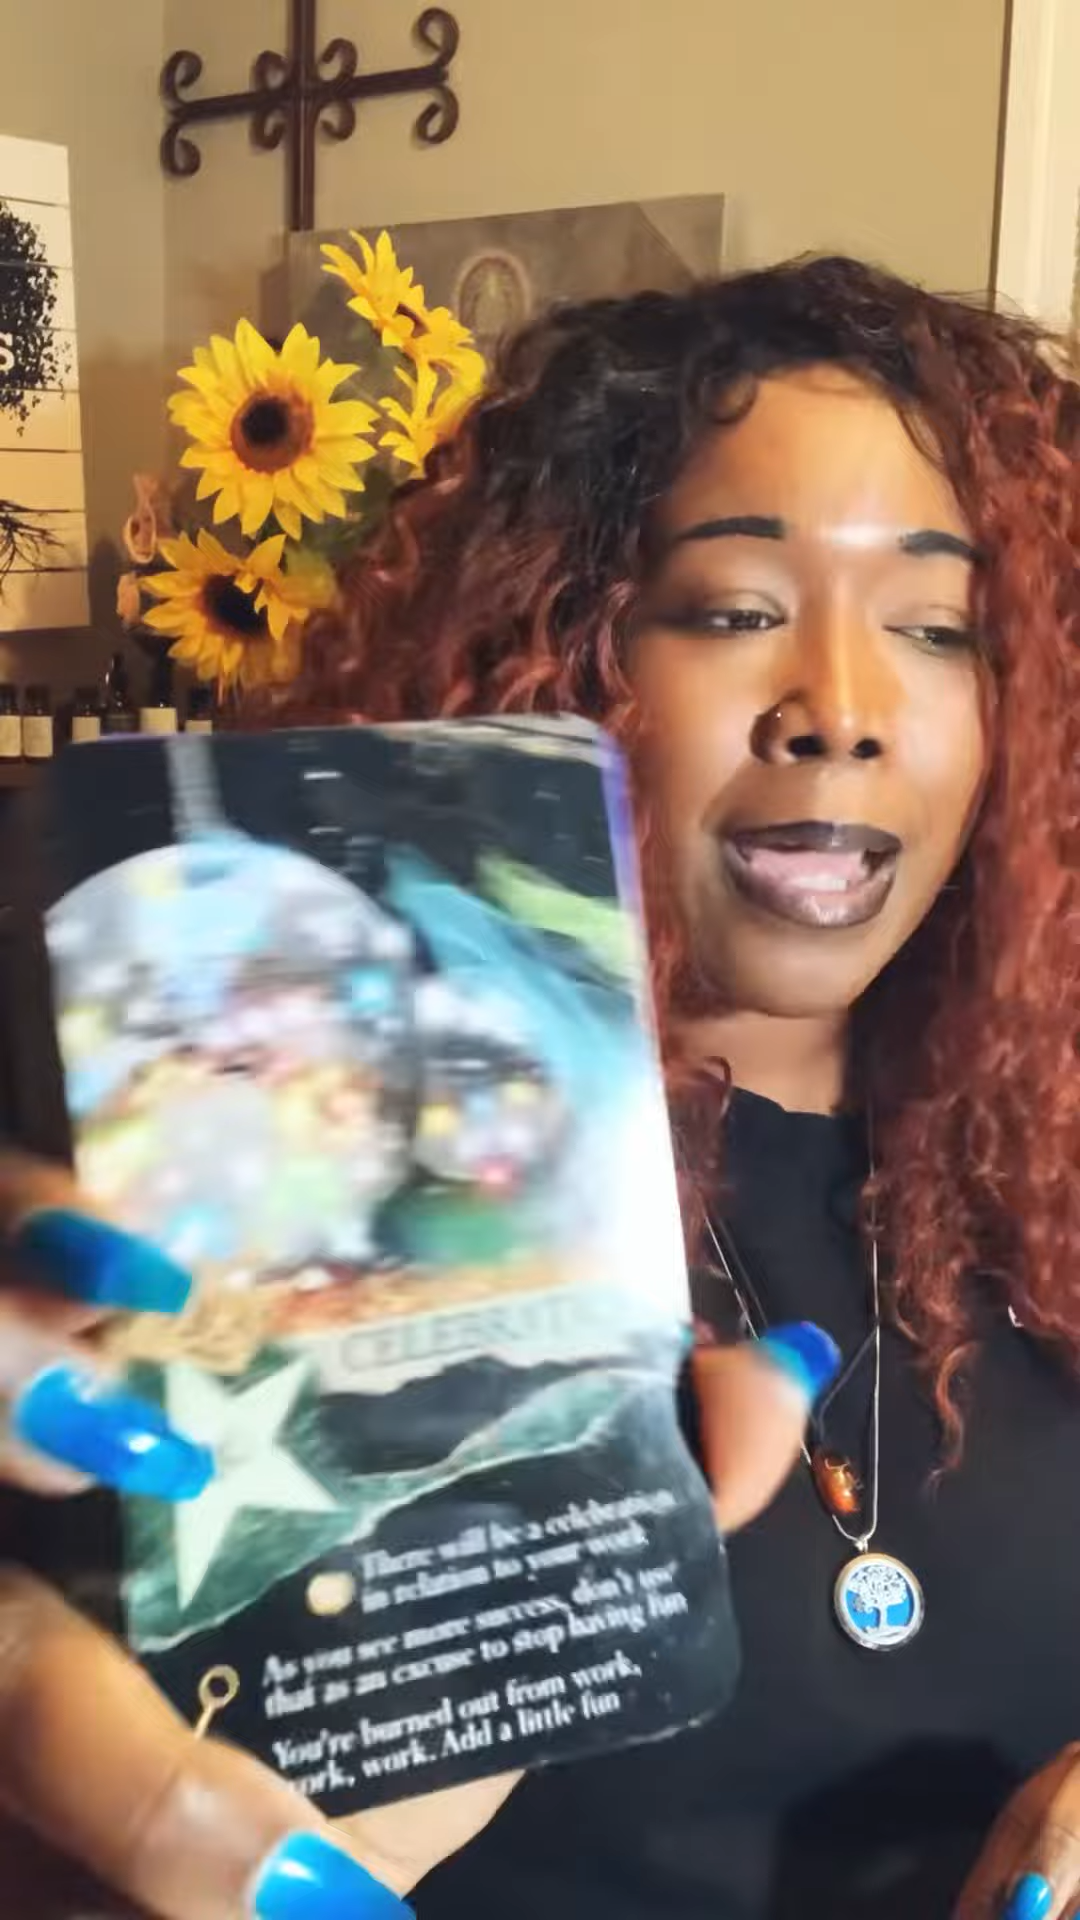 S
CELEBRATI
There will be a celebration
in relation to your work
As you see more success, don't use
that as an excuse to stop having fun
You're burned out from work,
work, work. Add a little fun